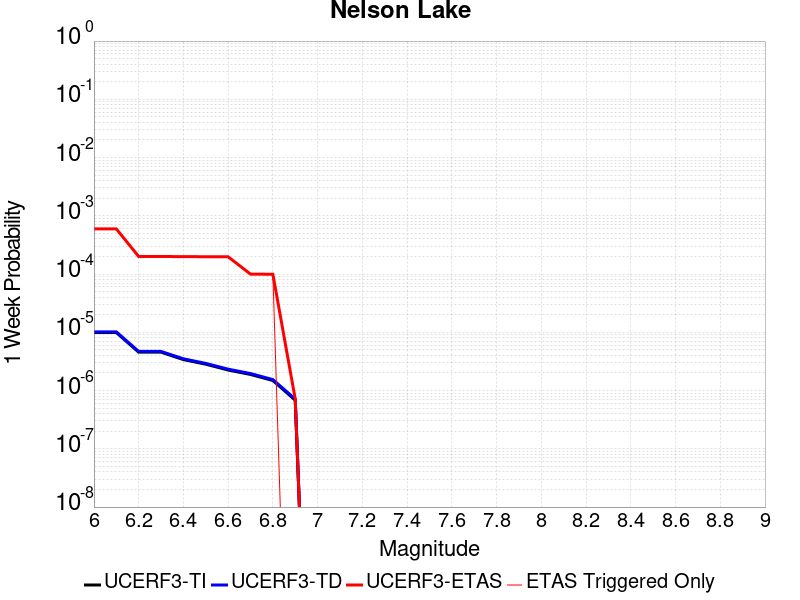 Nelson Lake
10^0
10^-1
10^-2
10^-3
10^-4
10^-5
10^-6
10^-7
10^-8
1 Week Probability
6 6.2 6.4 6.6 6.8 7 7.2 7.4 7.6 7.8 8 8.2 8.4 8.6 8.8 9
Magnitude
UCERF3-TI UCERF3-TD UCERF3-ETAS ETAS Triggered Only